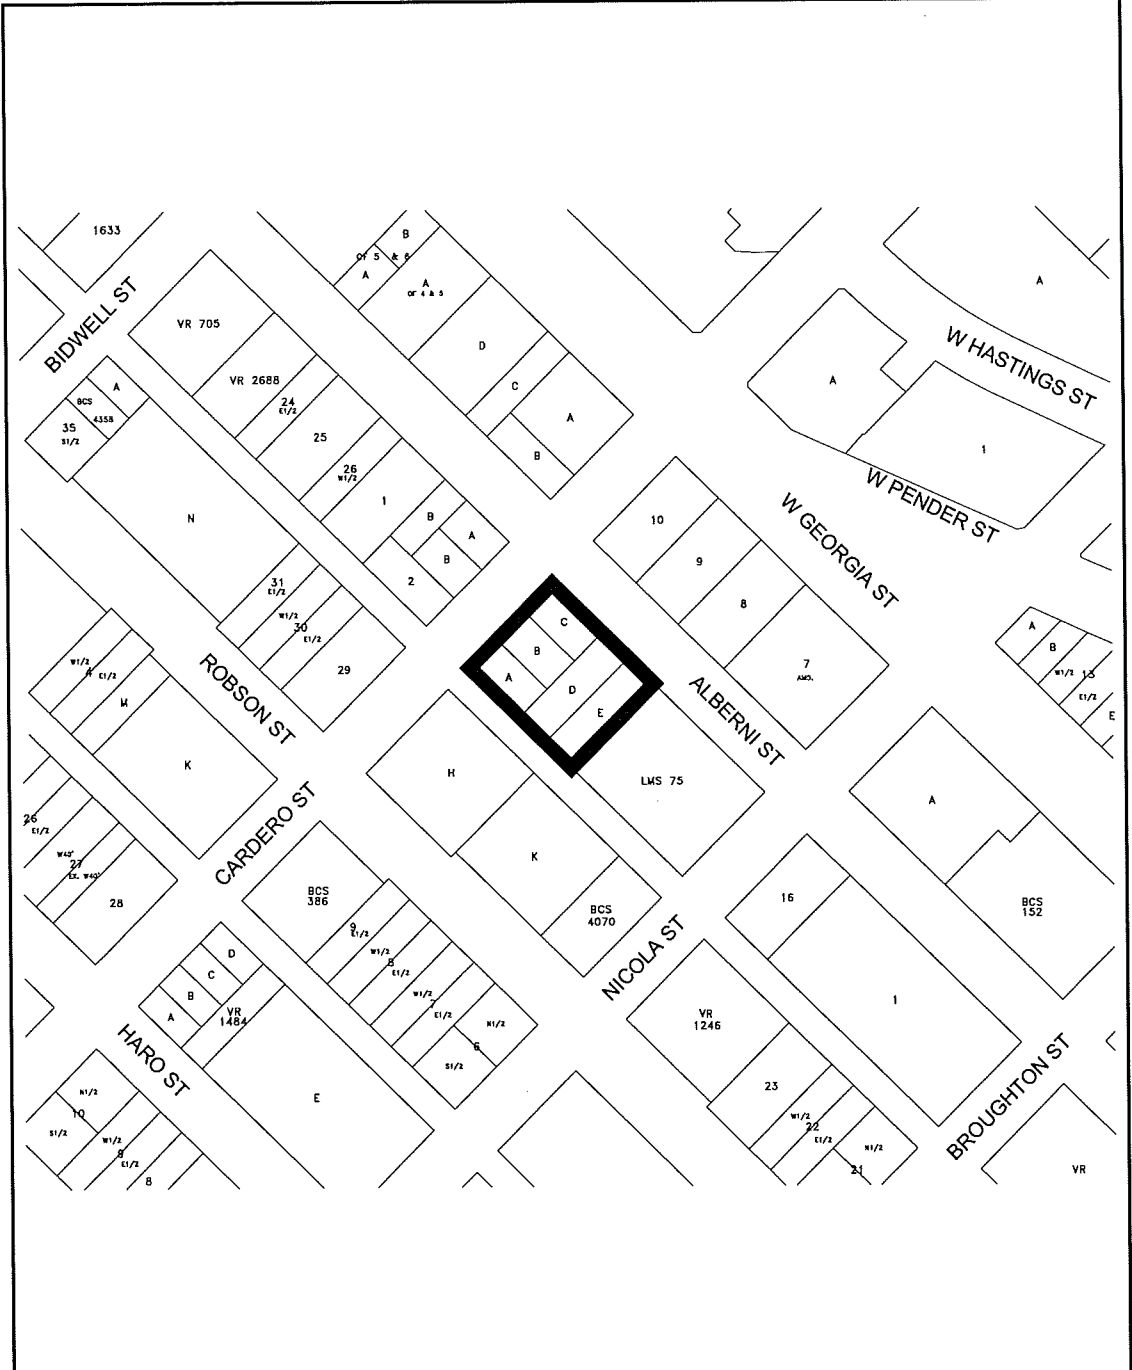 1633
B
OF 5 & 6
A
A
OF 4 & 5
A
BIDWELL ST
VR 705
D
W HASTINGS ST
VR 2688
A
BCS
4358
A
C
24
E1/2
35
S1/2
25
A
1
B
26
W1/2
W PENDER ST
1
N
B
A
B
2
10
W GEORGIA ST
9
31
E1/2
W1/2
30
E1/2
8
C
B
A
D
E
29
ROBSON ST
W1/2
4
E1/2
M
7
AMD.
A
B
W1/2
13
E1/2
E
ALBERNI ST
K
H
LMS 75
A
CARDERO ST
26
E1/2
W40'
27
EX. W40'
28
K
BCS
386
BCS
4070
16
BCS
152
9
E1/2
W1/2
8
E1/2
W1/2
7
E1/2
NICOLA ST
D
C
B
A
VR
1484
1
VR
1246
N1/2
6
S1/2
HARO ST
E
BROUGHTON ST
23
W1/2
22
E1/2
N1/2
21
N1/2
10
S1/2
W1/2
9
E1/2
8
VR